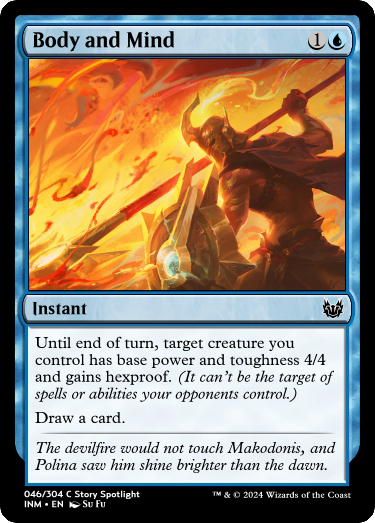 Body and Mind 1
Instant
Until end of turn, target creature you
control has base power and toughness 4/4
and gains hexproof. (It can't be the target of
spells or abilities your opponents control.)
Draw a card.
The devilfire would not touch Makodonis, and
Polina saw him shine brighter than the dawn.
046/304 C Story Spotlight
INM • EN Su Fu
™ & © 2024 Wizards of the Coast